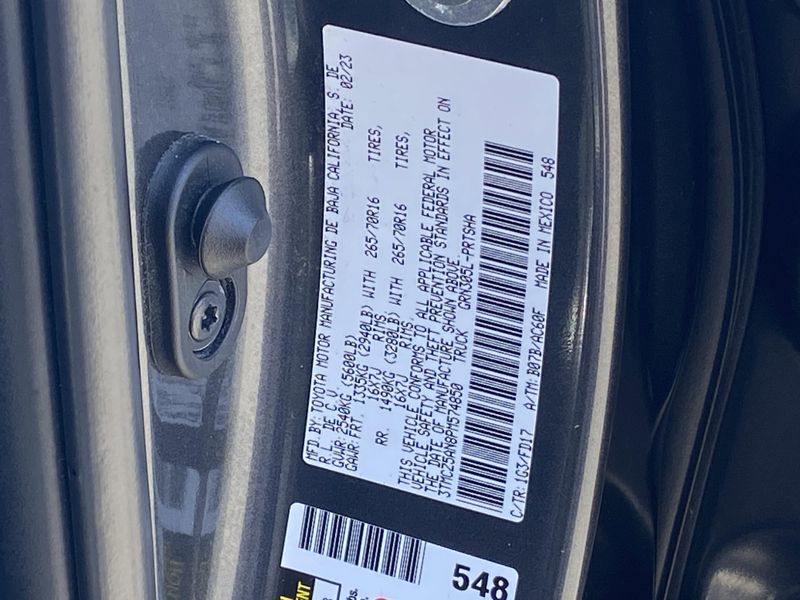 MFD.BY:TOYOTA MOTOR MANUFACTURING DE BAJA CALIFORNIA, S. DE
R. L. DE C.V. DATE: 02/23
GVWR:2540KG(5600LB)
GAWR:FRT. 1335KG (2940LB) WITH 265/70R16 TIRES,
16X7J RIMS
RR. 1490KG (3280LB) WITH 265/70R16 TIRES,
16X7J RIMS
THIS VEHICLE CONFORMS TO ALL APPLICABLE FEDERAL MOTOR
VEHICLE SAFETY AND THEFT PREVENTION STANDARDS IN EFFECT ON
THE DATE OF MANUFACTURE SHOWN ABOVE.
3TMCZ5AN8PM574850 TRUCK GRN305L-PRTSHA
C/TR:1G3/FD17 A/TM:B07B/AC60F MADE IN MEXICO 548
548